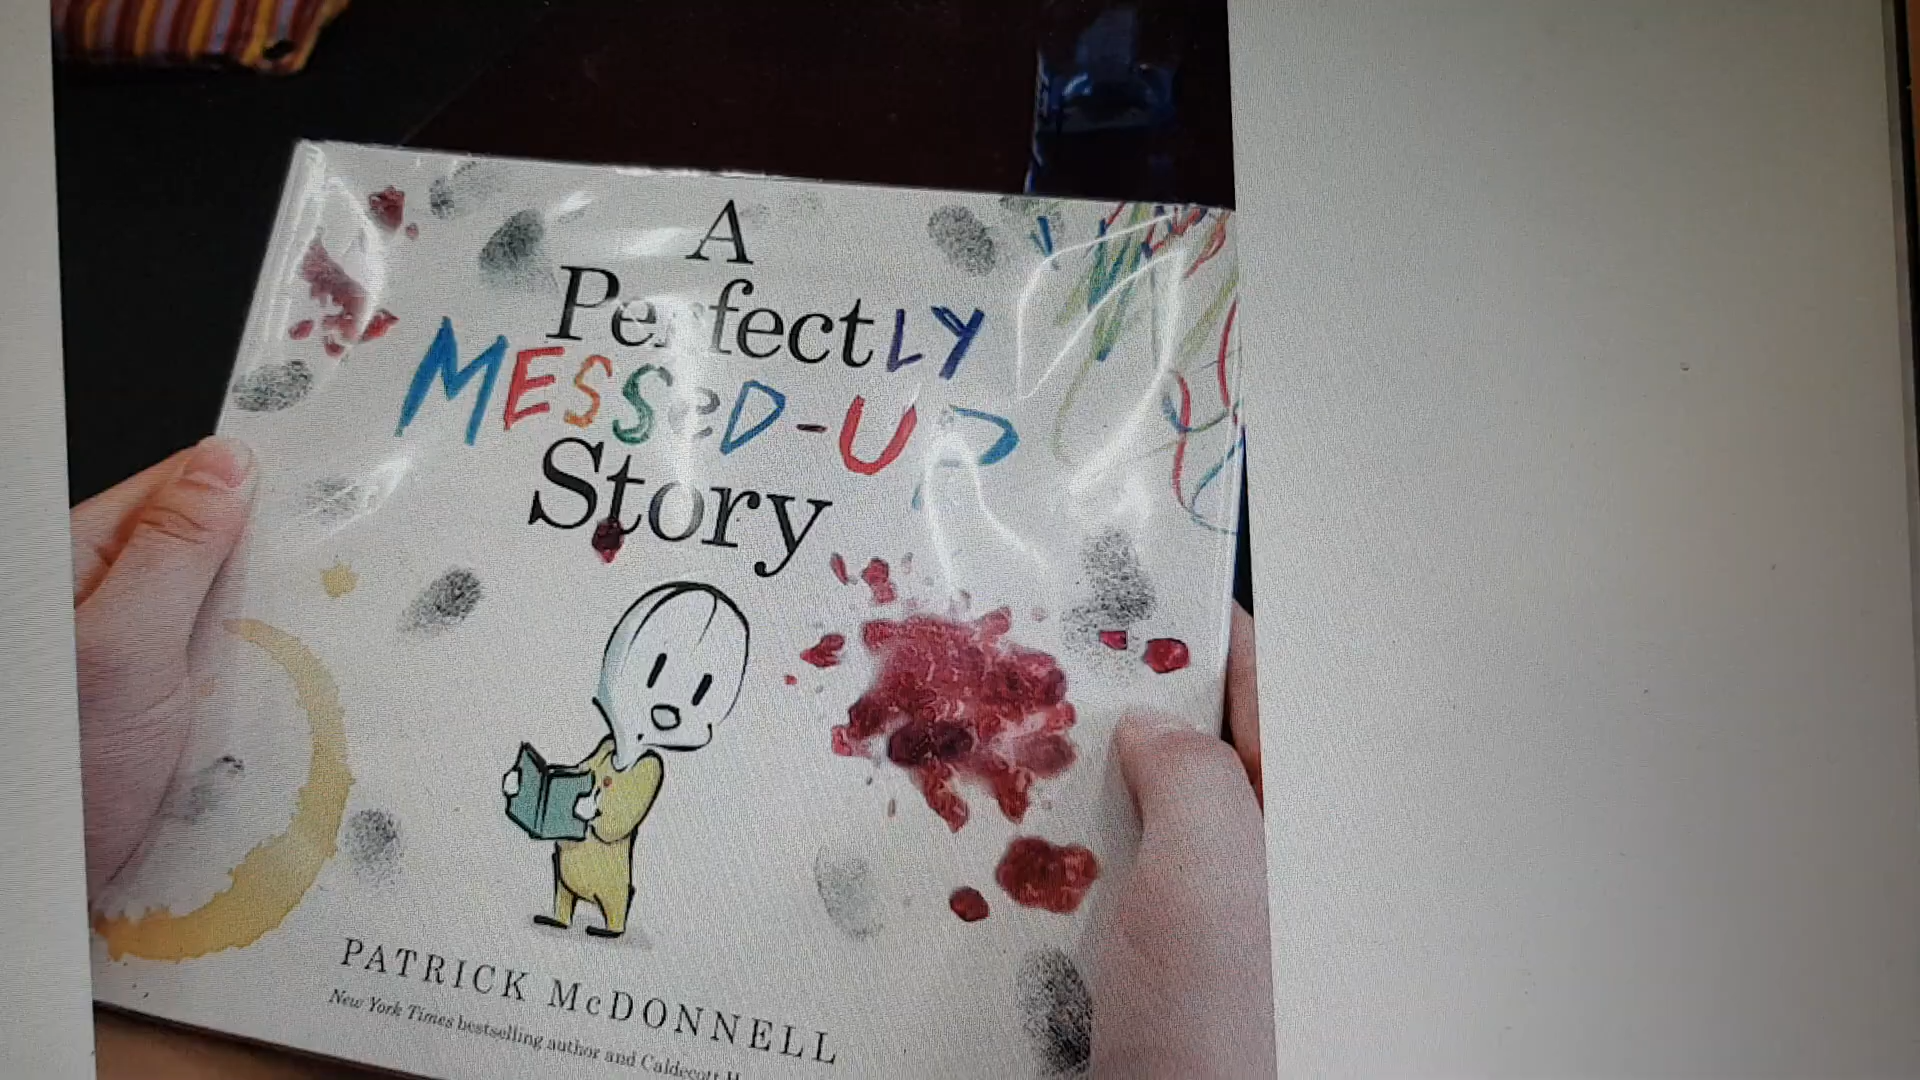 A
PerfectLY
MESSED-UP
Story
PATRICK McDONNELL
New York Times bestselling author and Caldecott